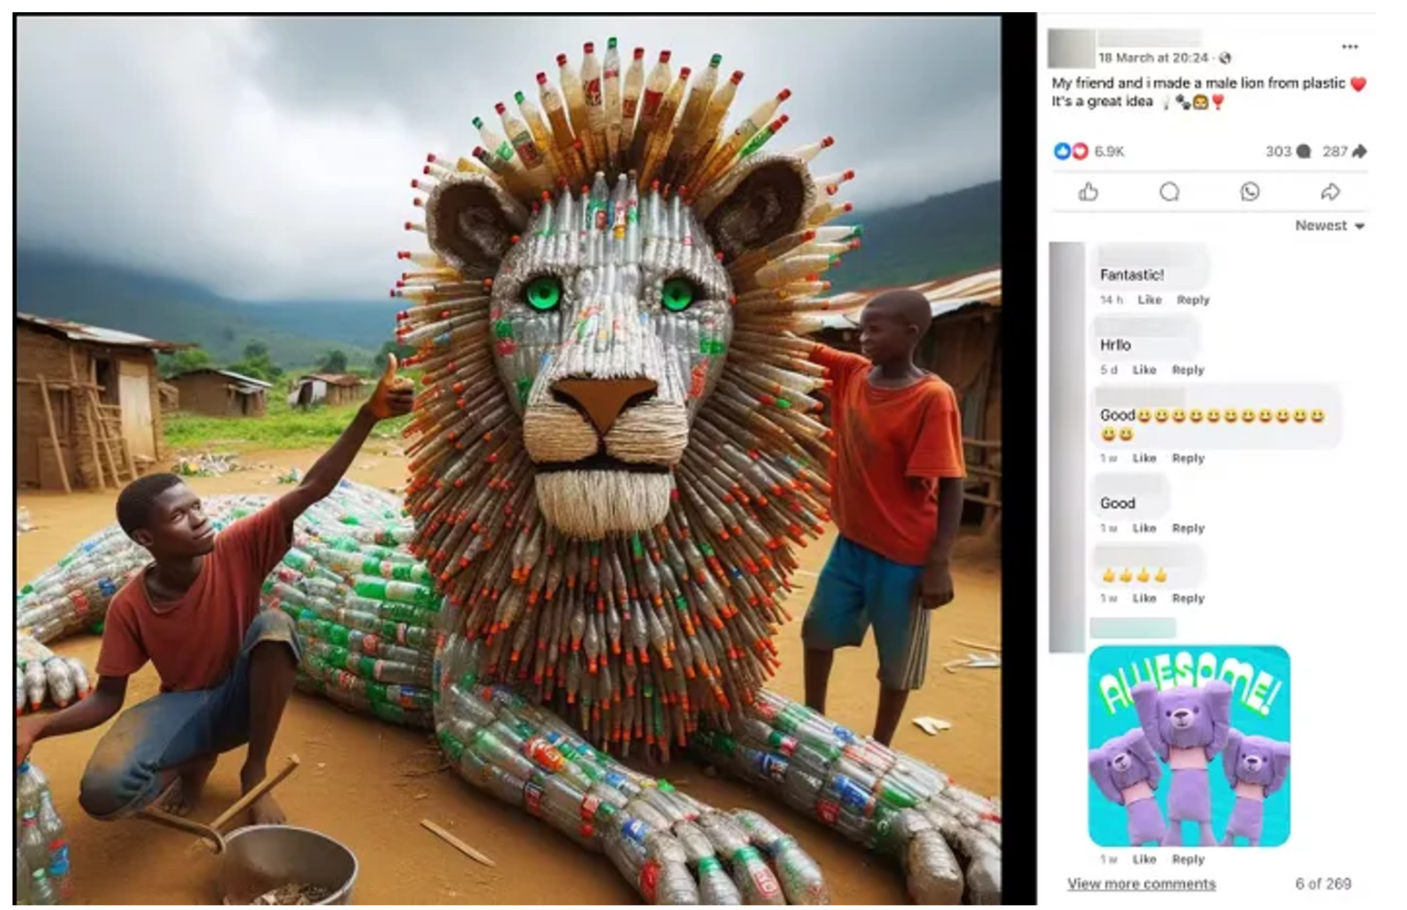 18 March at 20:24 ·
My friend and i made a male lion from plastic ❤️
It's a great idea 🐾🦁❣️
6.9K 303 287
Newest
Fantastic!
14 h Like Reply
Hrllo
5 d Like Reply
Good😃😃😃😃😃😃😃😃😃😃😃
😃😃
1 w Like Reply
Good
1 w Like Reply
👍👍👍👍
1 w Like Reply
AWESOME!
1 w Like Reply
View more comments 6 of 269